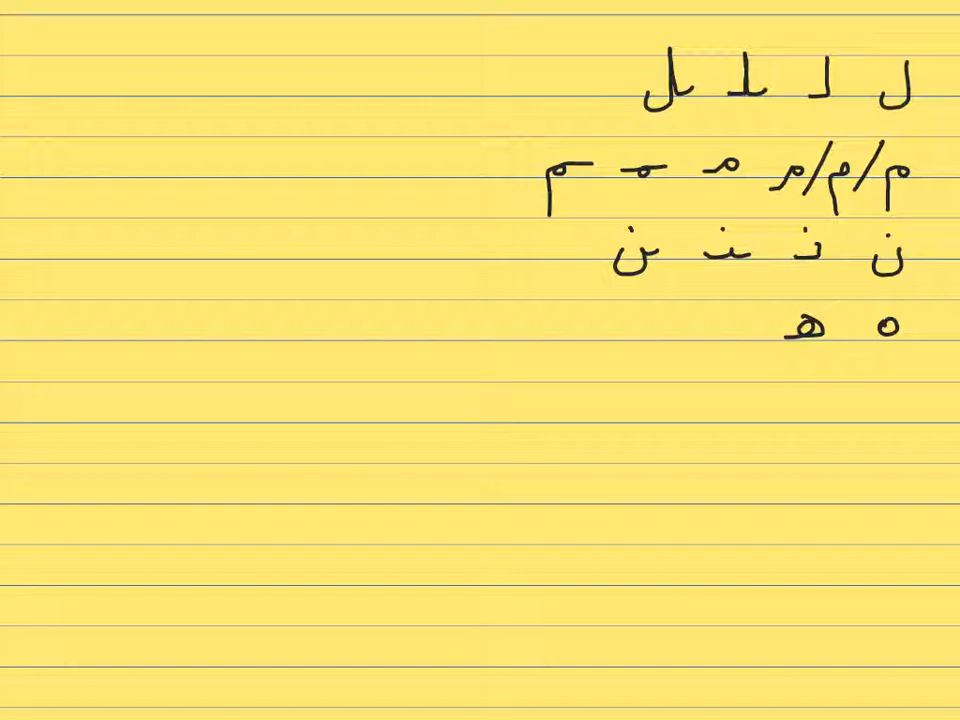 ل لـ ـلـ ـل
م/م/م مـ ـمـ ـم
ن نـ ـنـ ـن
ه هـ